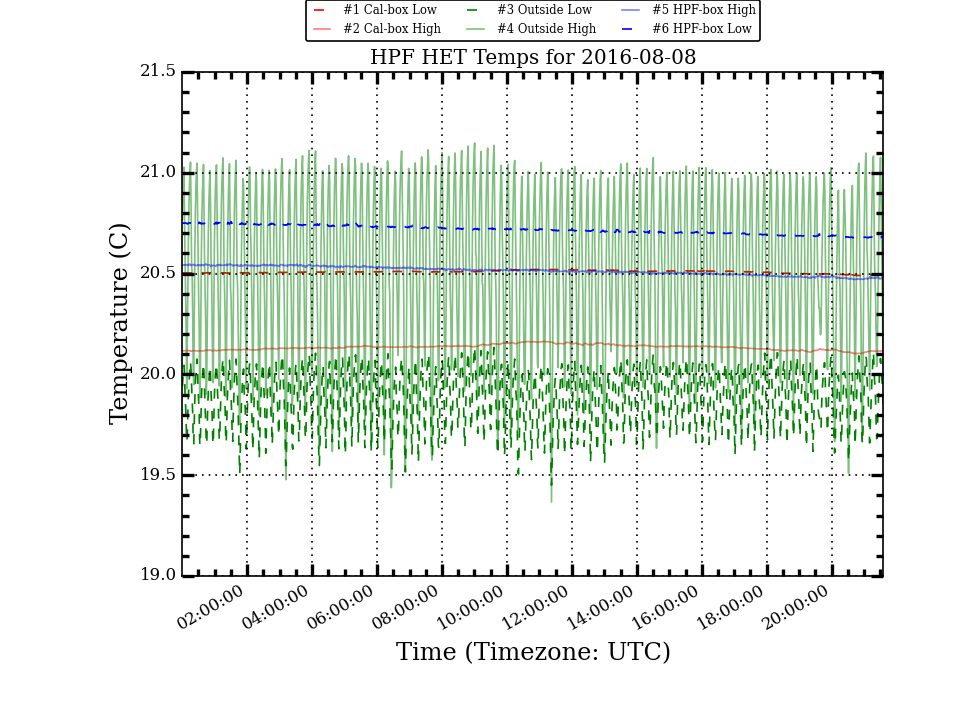 #1 Cal-box Low #3 Outside Low #5 HPF-box High
#2 Cal-box High #4 Outside High #6 HPF-box Low
HPF HET Temps for 2016-08-08
21.5
21.0
20.5
20.0
19.5
19.0
Temperature (C)
02:00:00 04:00:00 06:00:00 08:00:00 10:00:00 12:00:00 14:00:00 16:00:00 18:00:00 20:00:00
Time (Timezone: UTC)